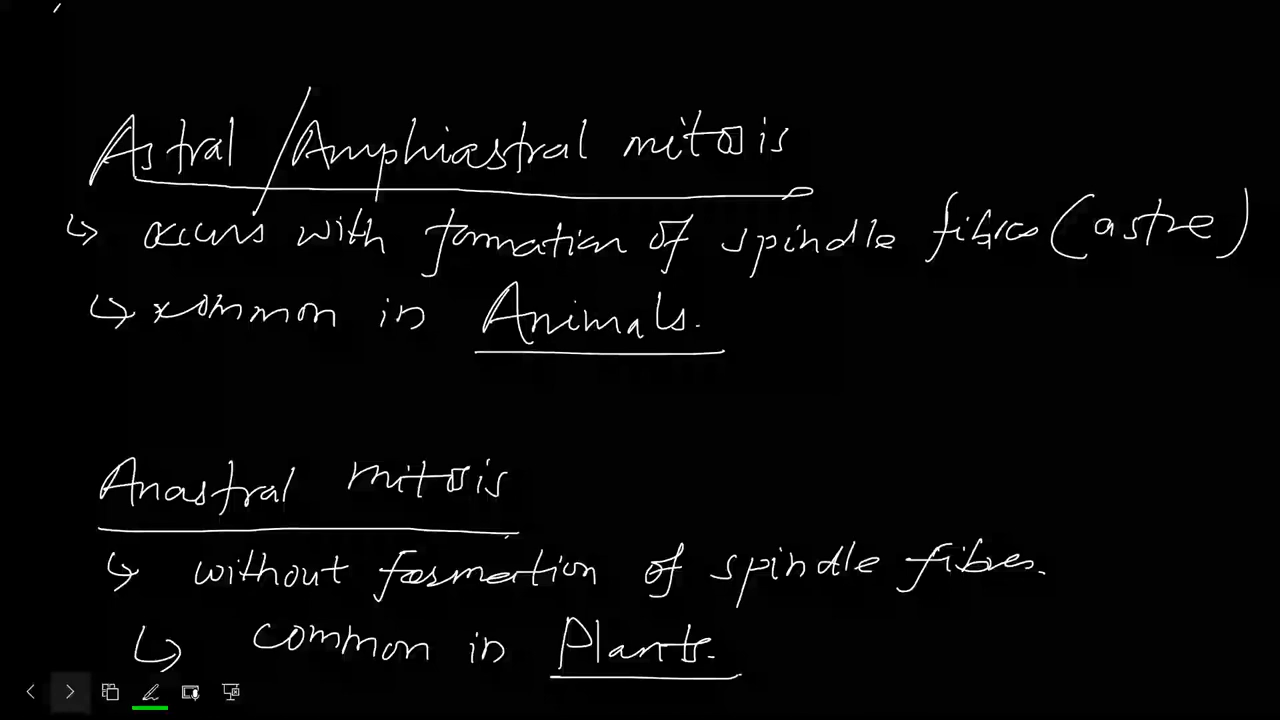 Astral/Amphiastral mitosis
↳ occurs with formation of spindle fibres (astre)
↳ common in Animals.
Anastral mitosis
↳ without formation of spindle fibres.
↳ common in Plants.